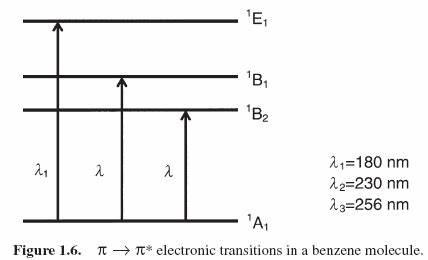 ¹E₁
¹B₁
¹B₂
λ₁ λ λ
λ₁=180 nm
λ₂=230 nm
λ₃=256 nm
¹A₁
Figure 1.6. π → π* electronic transitions in a benzene molecule.